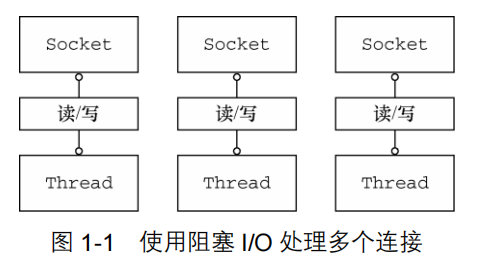 Socket Socket Socket
读/写 读/写 读/写
Thread Thread Thread
图 1-1 使用阻塞 I/O 处理多个连接